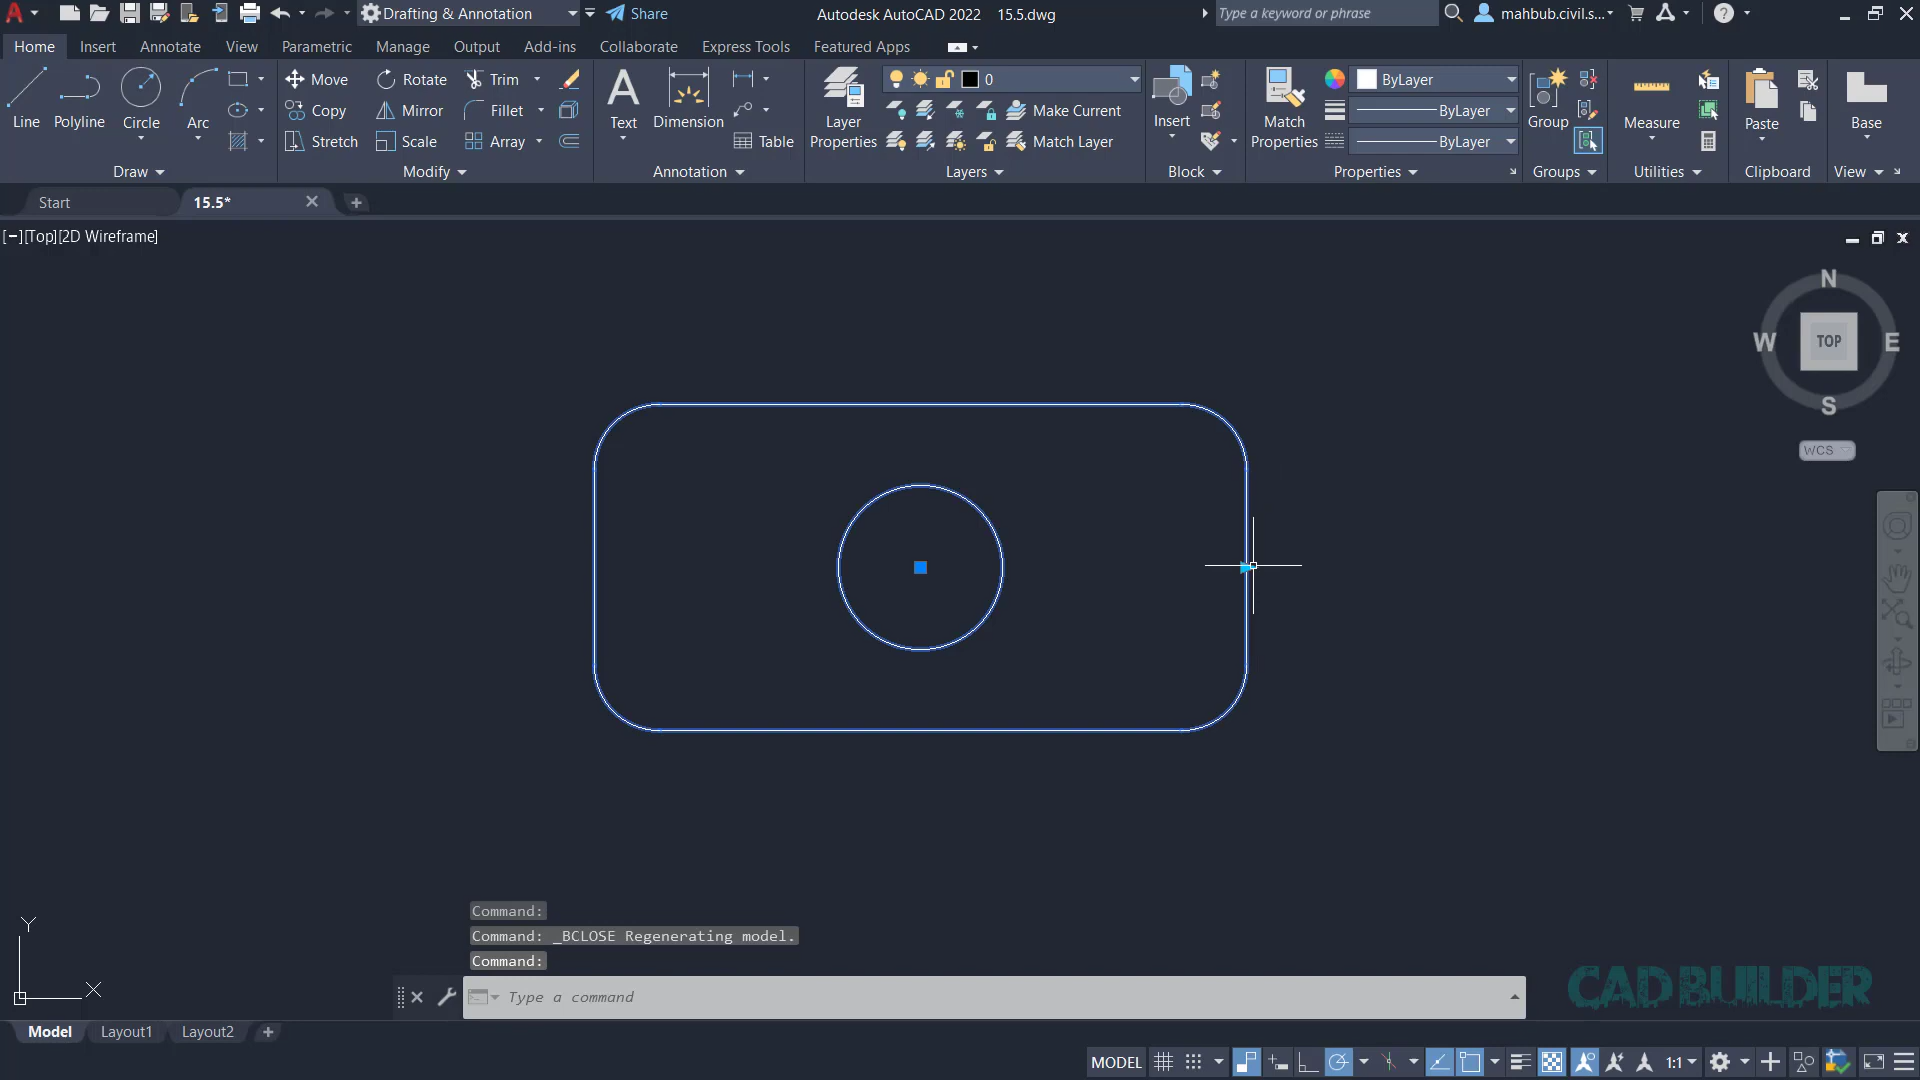 A Drafting & Annotation Share Autodesk AutoCAD 2022 15.5.dwg Type a keyword or phrase mahbub.civil.s... ?
Home Insert Annotate View Parametric Manage Output Add-ins Collaborate Express Tools Featured Apps
Line Polyline Circle Arc
Move Rotate Trim
Copy Mirror Fillet
Stretch Scale Array
Text Dimension Table
Layer Properties
0
Make Current
Match Layer
Insert
Match Properties
ByLayer
ByLayer
ByLayer
Group
Measure
Paste
Base
Draw Modify Annotation Layers Block Properties Groups Utilities Clipboard View
Start 15.5*
[−][Top][2D Wireframe]
N
W TOP E
S
WCS
Y
X
Command:
Command: _BCLOSE Regenerating model.
Command:
Type a command
CAD BUILDER
Model Layout1 Layout2
MODEL 1:1